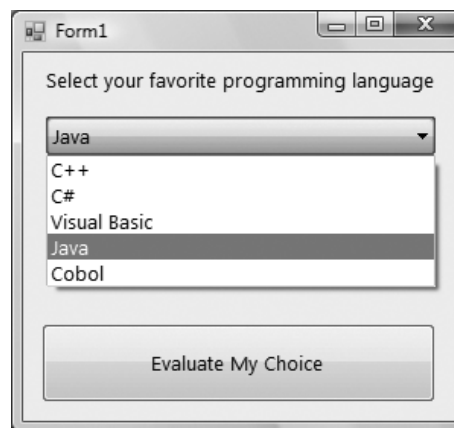 Form1
Select your favorite programming language
Java
C++
C#
Visual Basic
Java
Cobol
Evaluate My Choice